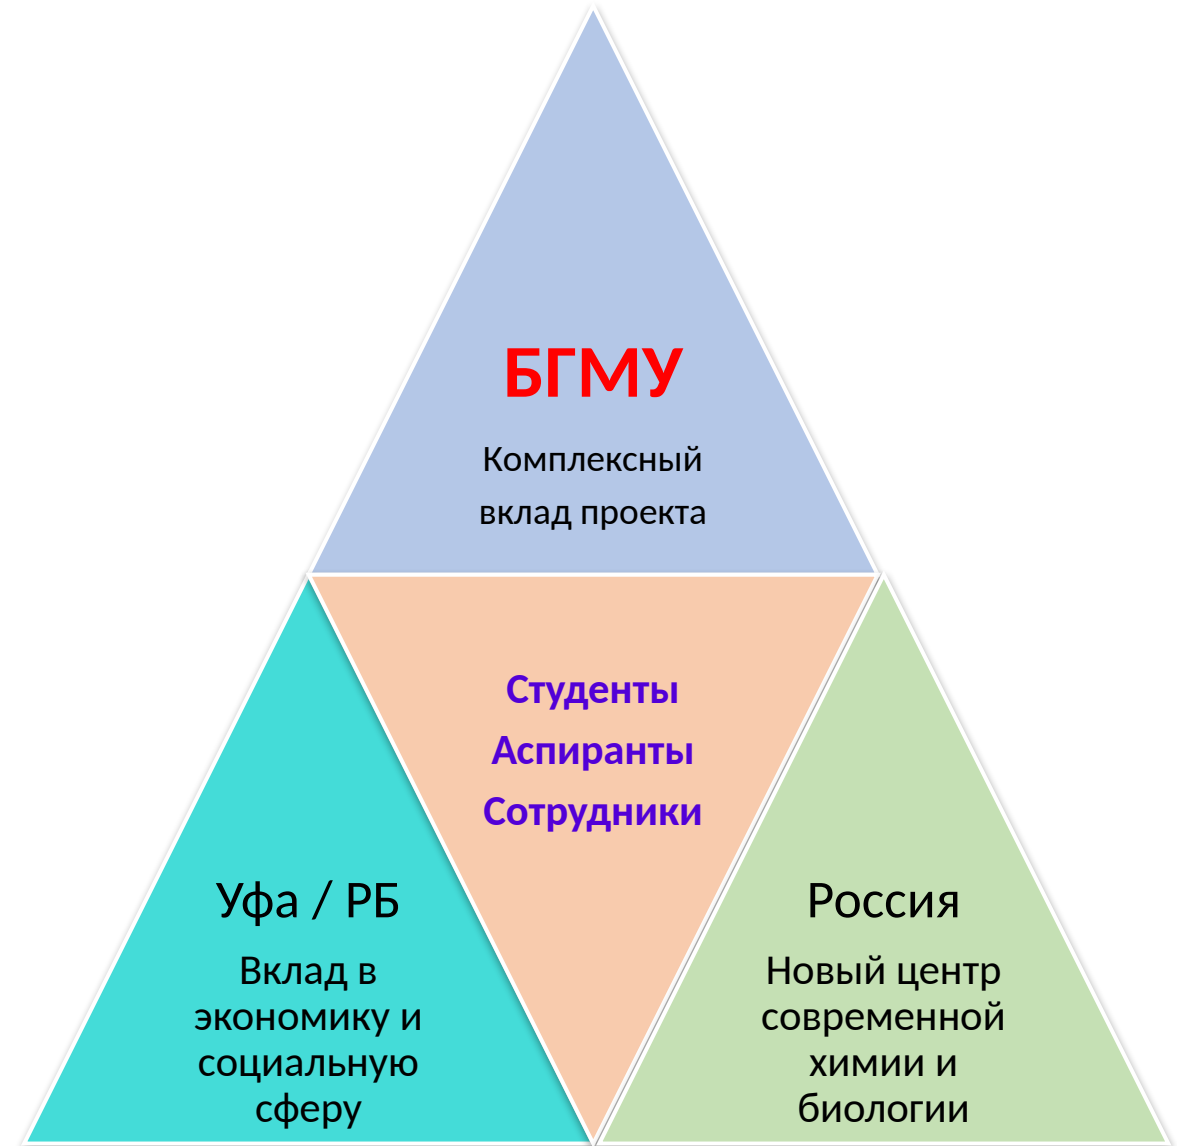 БГМУ
Комплексный
вклад проекта
Студенты
Аспиранты
Сотрудники
Уфа / РБ
Вклад в
экономику и
социальную
сферу
Россия
Новый центр
современной
химии и
биологии